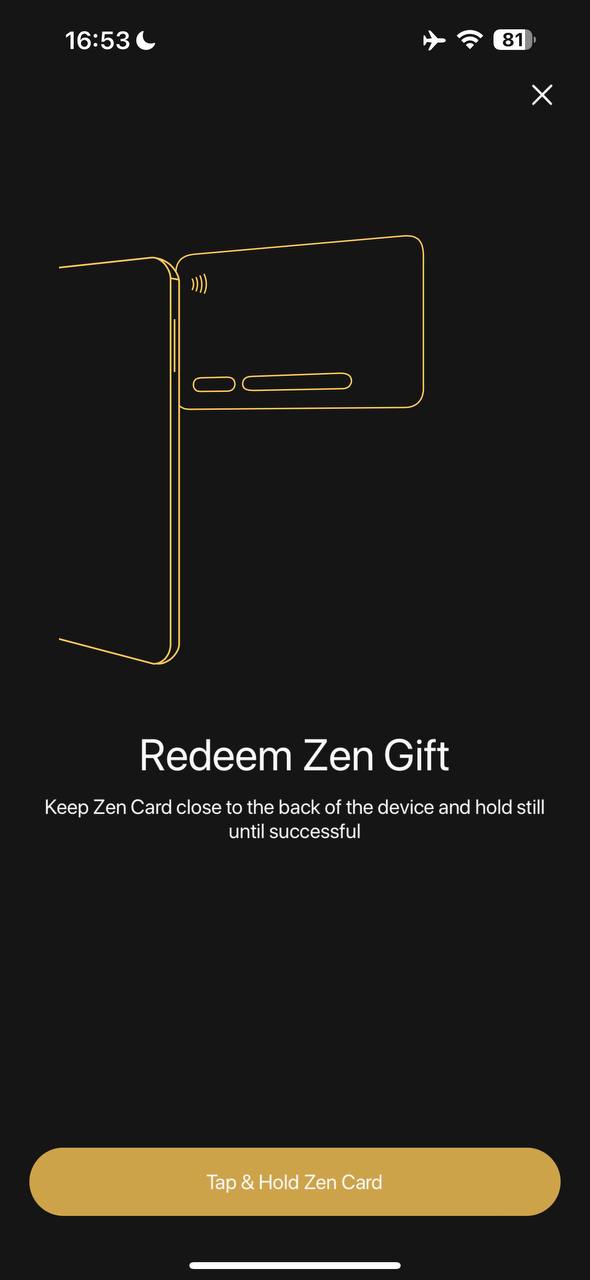 16:53
81
Redeem Zen Gift
Keep Zen Card close to the back of the device and hold still
until successful
Tap & Hold Zen Card